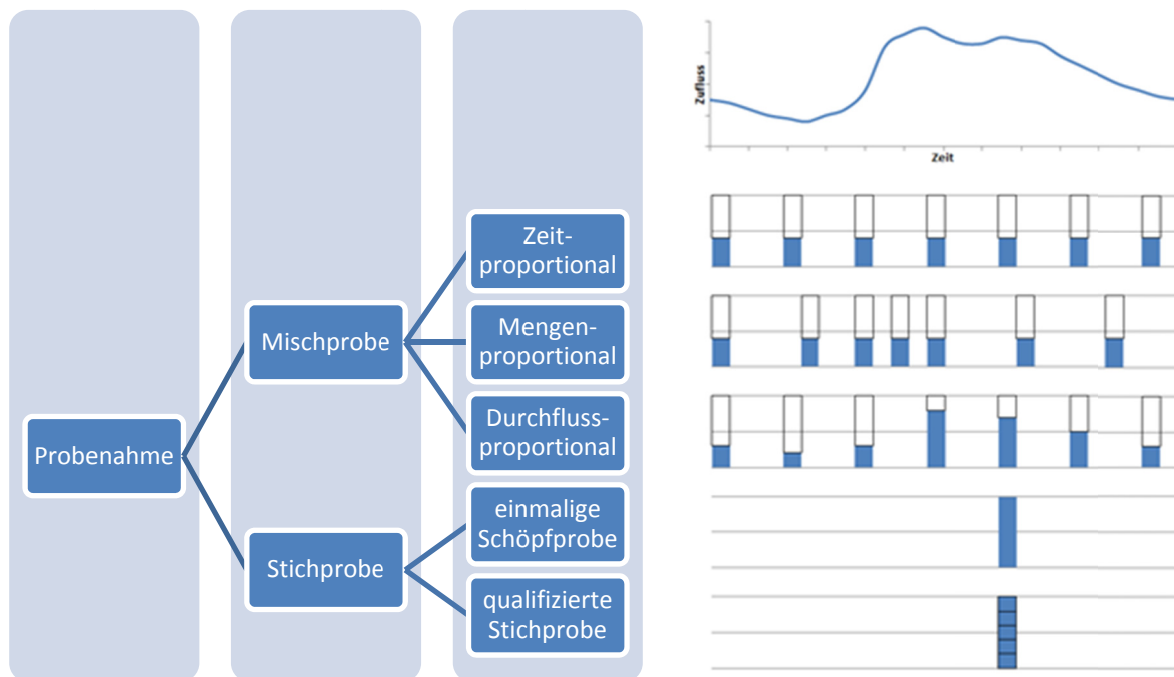 Probenahme
Mischprobe
Stichprobe
Zeit-
proportional
Mengen-
proportional
Durchfluss-
proportional
einmalige
Schöpfprobe
qualifizierte
Stichprobe
Zufluss
Zeit